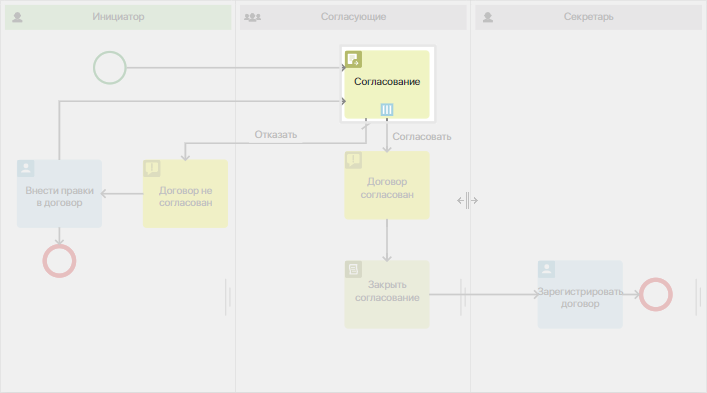 Инициатор
Согласующие
Секретарь
Согласование
Отказать
Согласовать
Внести правки
в договор
Договор не
согласован
Договор
согласован
Закрыть
согласование
Зарегистрировать
договор